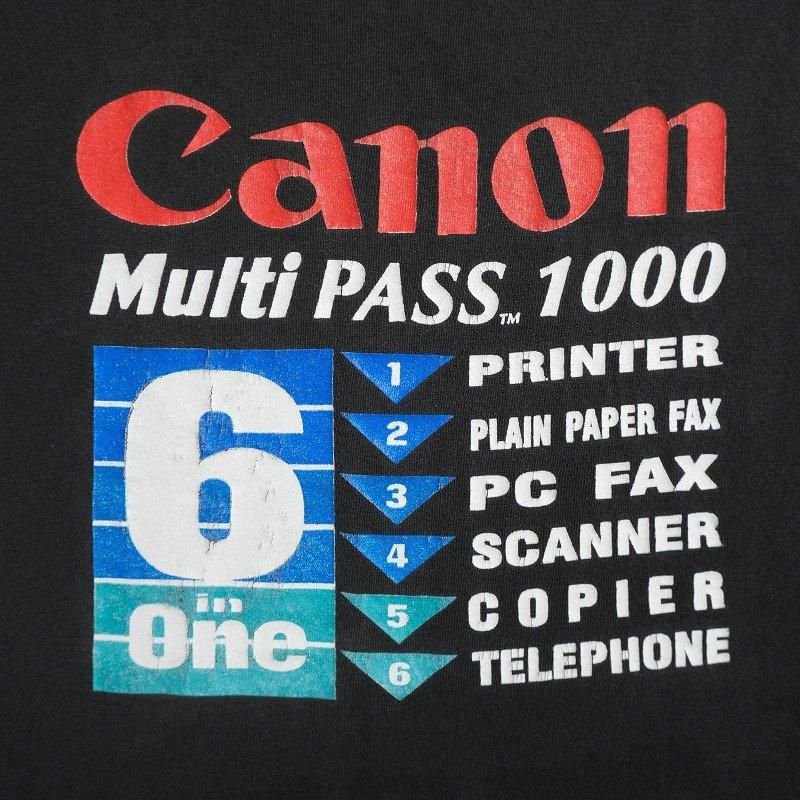 Canon
Multi PASS™ 1000
6
in
One
1 PRINTER
2 PLAIN PAPER FAX
3 PC FAX
4 SCANNER
5 COPIER
6 TELEPHONE